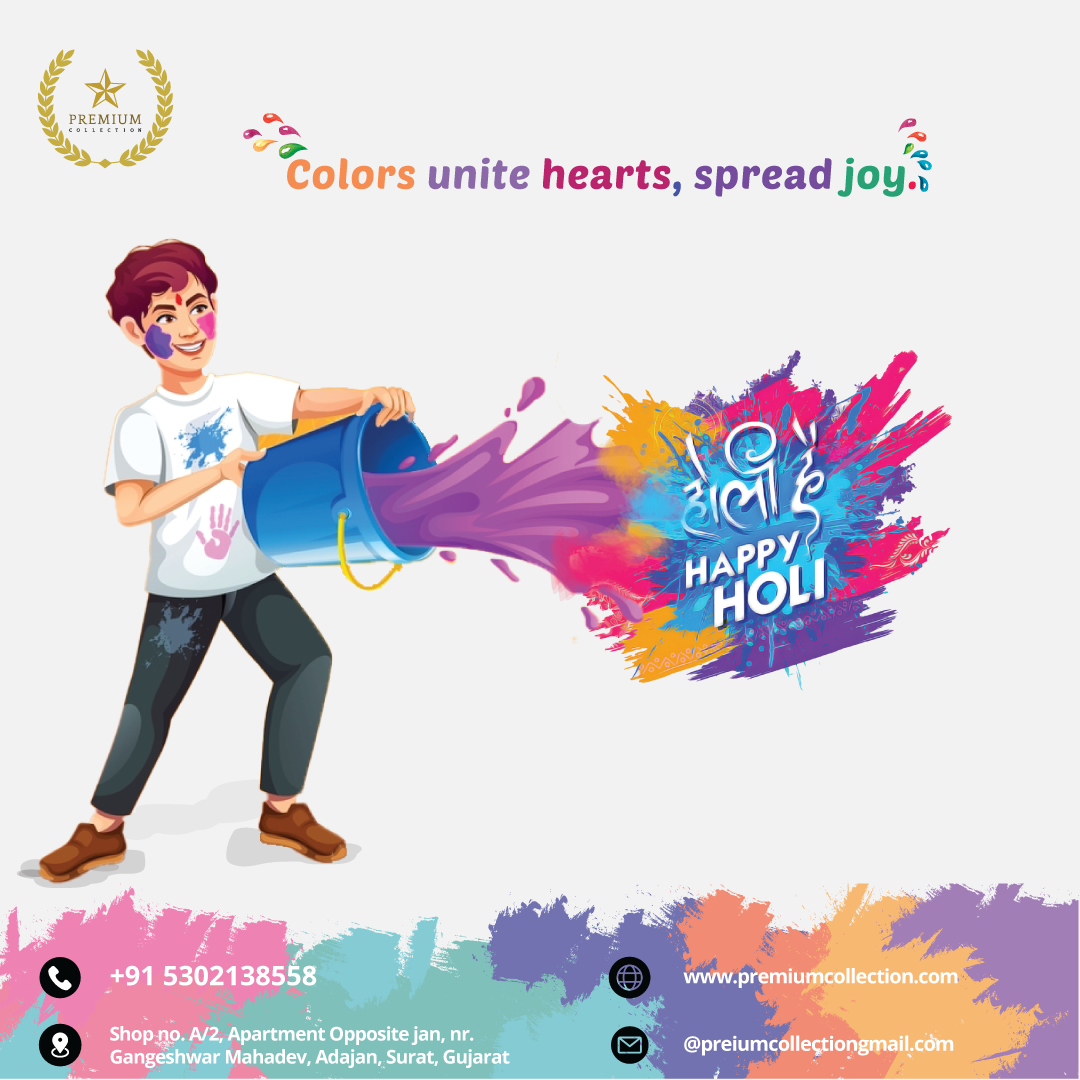 PREMIUM
COLLECTION
Colors unite hearts, spread joy.
होली है
HAPPY
HOLI
+91 5302138558
www.premiumcollection.com
Shop no. A/2, Apartment Opposite jan, nr.
Gangeshwar Mahadev, Adajan, Surat, Gujarat
@preiumcollectiongmail.com